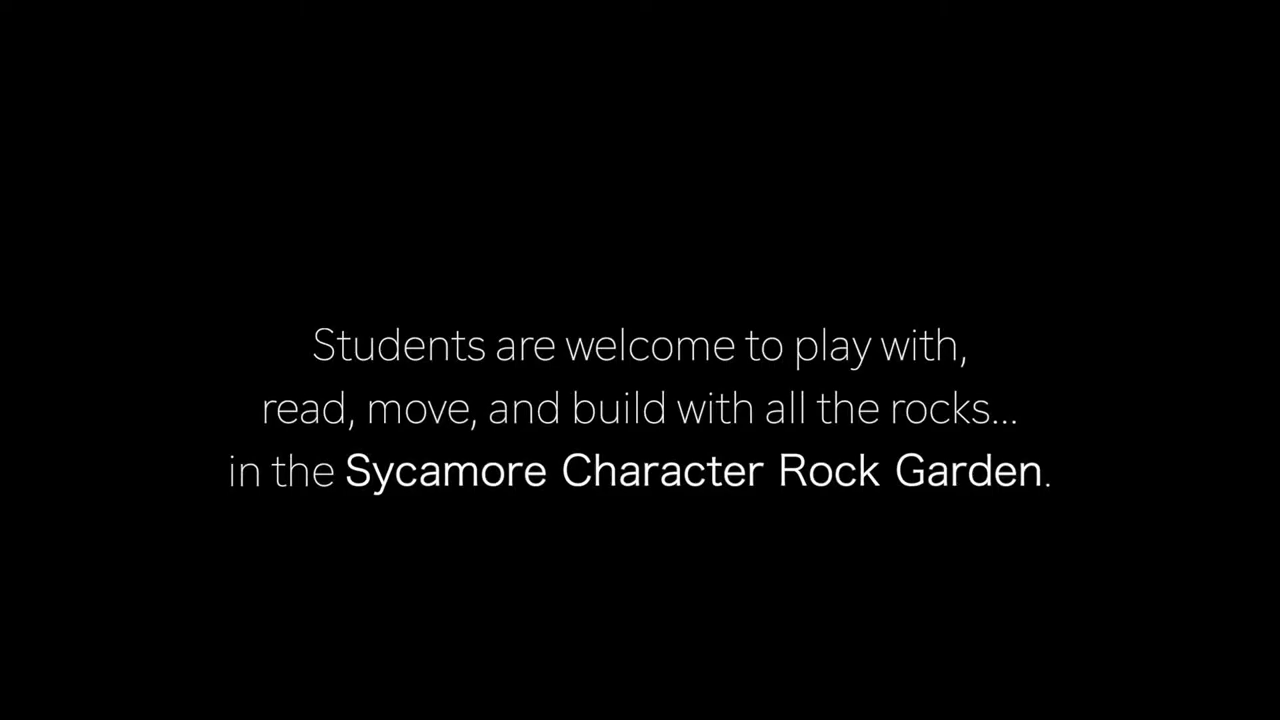 Students are welcome to play with,
read, move, and build with all the rocks...
in the Sycamore Character Rock Garden.